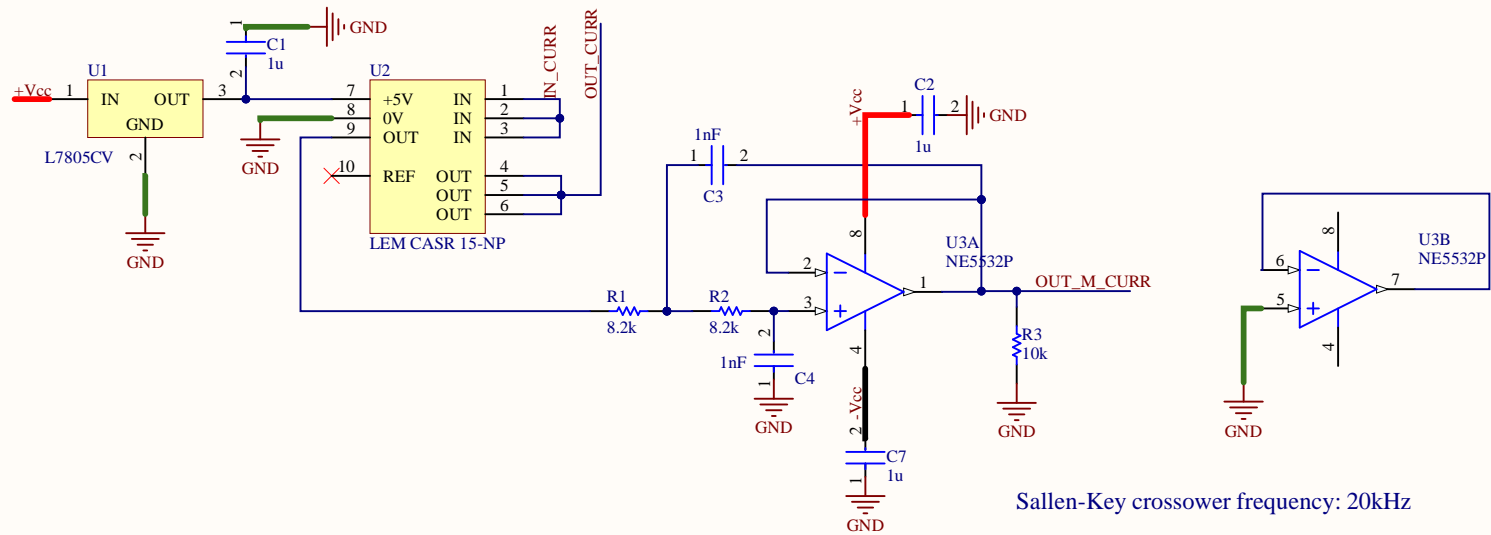 1
GND
C1
1u
2
U1
+Vcc
1
IN
OUT
3
GND
L7805CV
2
GND
U2
7
+5V
IN
1
8
0V
IN
2
9
OUT
IN
3
10
REF
OUT
4
OUT
5
OUT
6
LEM CASR 15-NP
GND
IN_CURR
OUT_CURR
1nF
1
2
C3
+Vcc
C2
1
2
GND
1u
8
U3A
NE5532P
2
3
1
OUT_M_CURR
R1
8.2k
R2
8.2k
2
1nF
C4
1
GND
4
-Vcc
2
C7
1u
1
GND
R3
10k
GND
8
U3B
NE5532P
6
5
7
4
GND
Sallen-Key crossower frequency: 20kHz